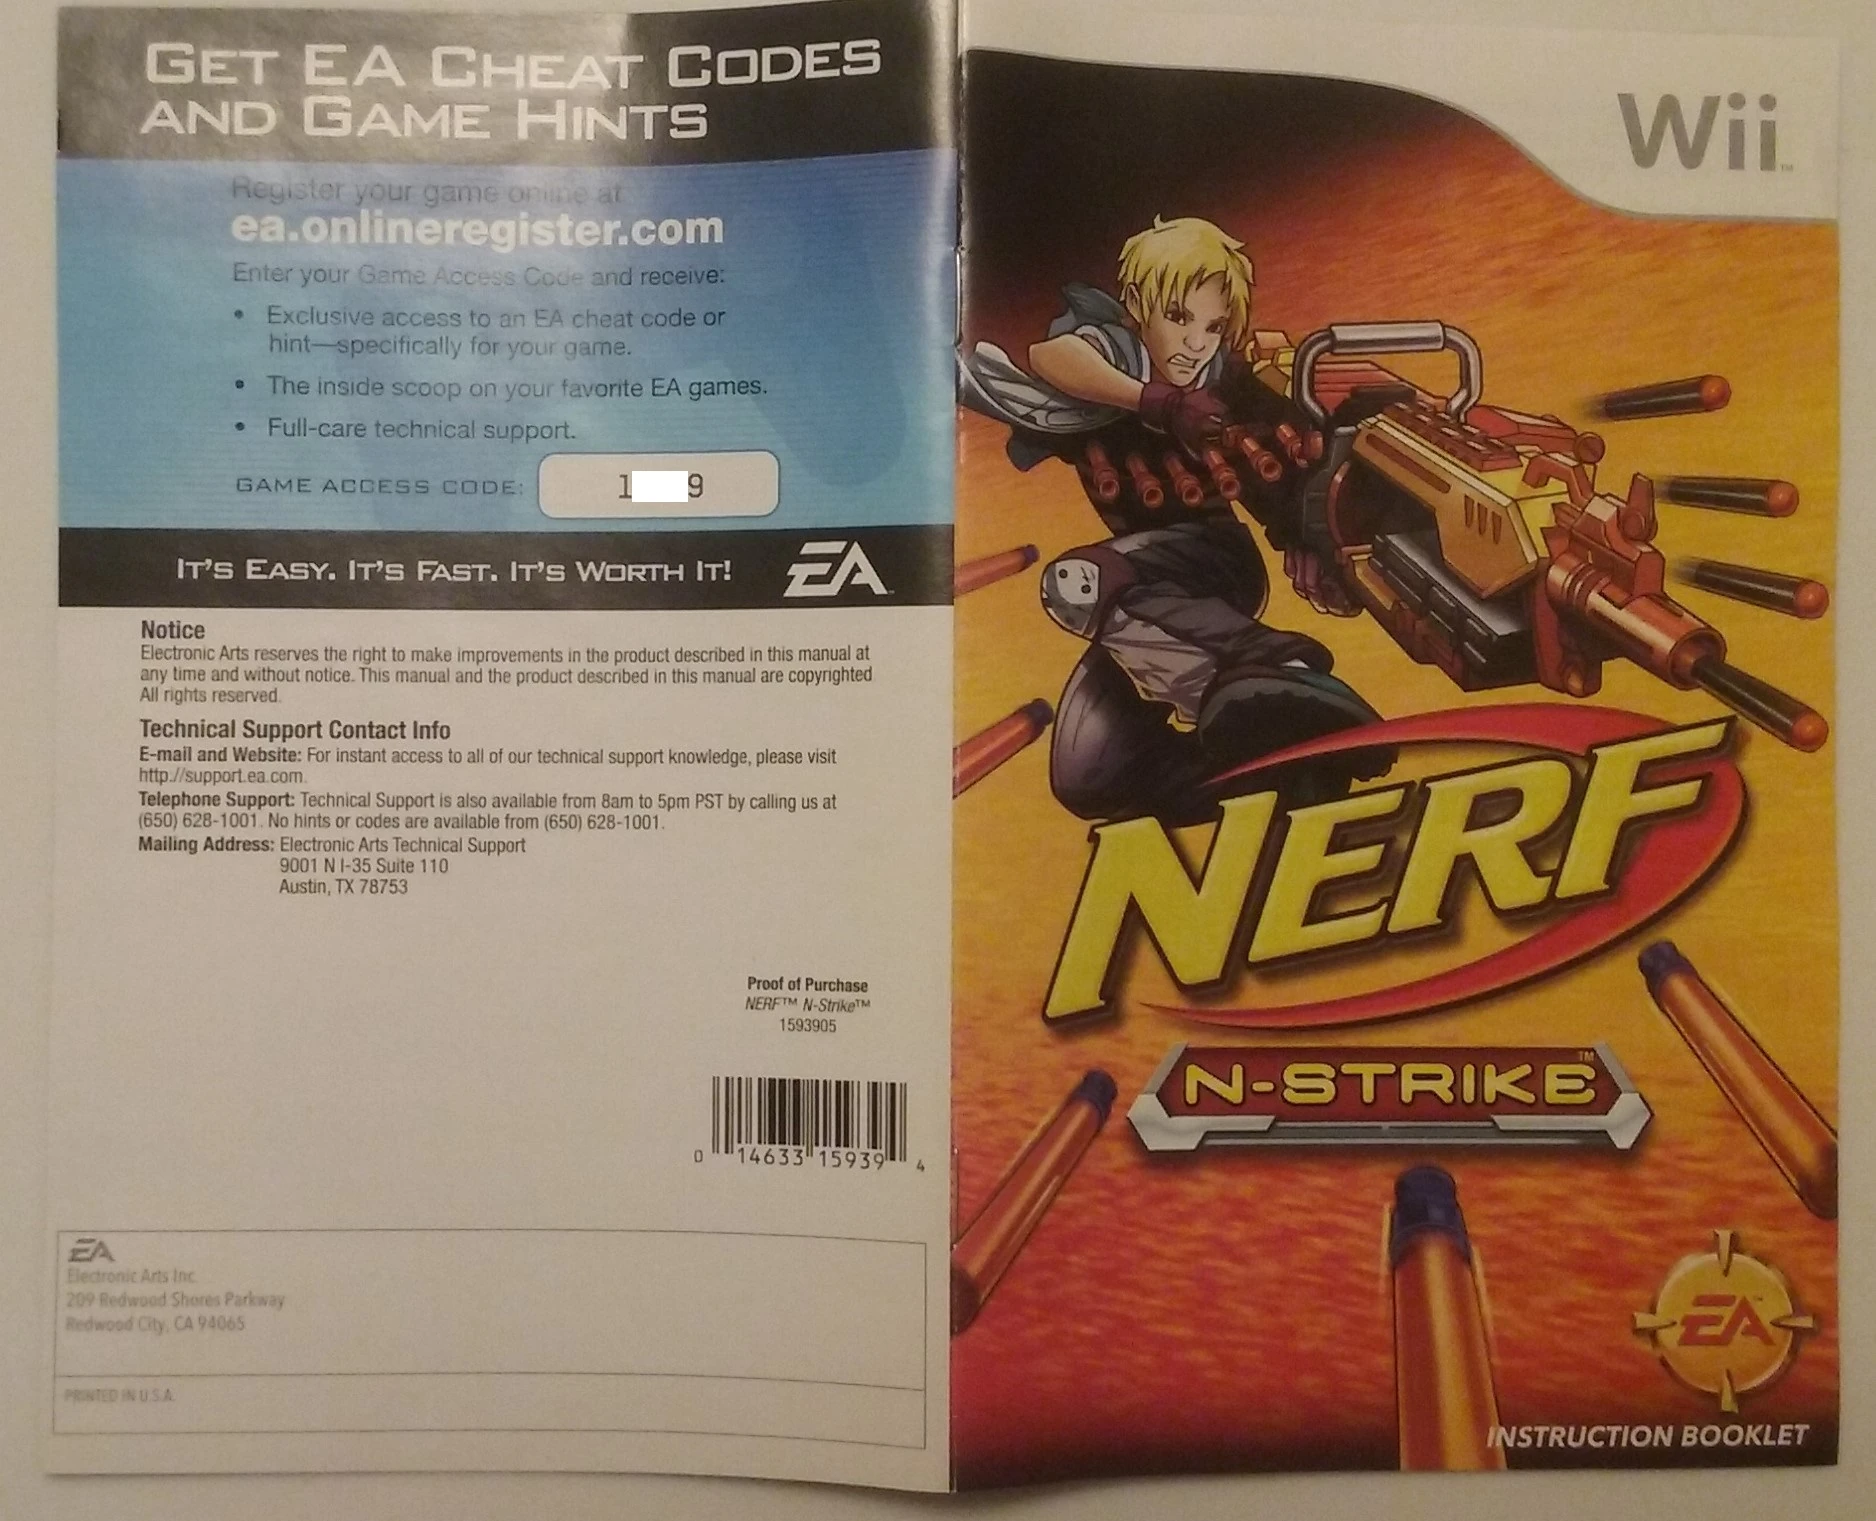 GET EA CHEAT CODES
AND GAME HINTS
Register your game online at
ea.onlineregister.com
Enter your Game Access Code and receive:
• Exclusive access to an EA cheat code or
hint—specifically for your game.
• The inside scoop on your favorite EA games.
• Full-care technical support.
GAME ACCESS CODE: 1 9
IT'S EASY. IT'S FAST. IT'S WORTH IT! EA™
Notice
Electronic Arts reserves the right to make improvements in the product described in this manual at
any time and without notice. This manual and the product described in this manual are copyrighted
All rights reserved.
Technical Support Contact Info
E-mail and Website: For instant access to all of our technical support knowledge, please visit
http://support.ea.com.
Telephone Support: Technical Support is also available from 8am to 5pm PST by calling us at
(650) 628-1001. No hints or codes are available from (650) 628-1001.
Mailing Address: Electronic Arts Technical Support
9001 N I-35 Suite 110
Austin, TX 78753
Proof of Purchase
NERF™ N-Strike™
1593905
0 14633 15939 4
EA
Electronic Arts Inc.
209 Redwood Shores Parkway
Redwood City, CA 94065
PRINTED IN U.S.A.
Wii™
NERF
N-STRIKE™
EA™
INSTRUCTION BOOKLET